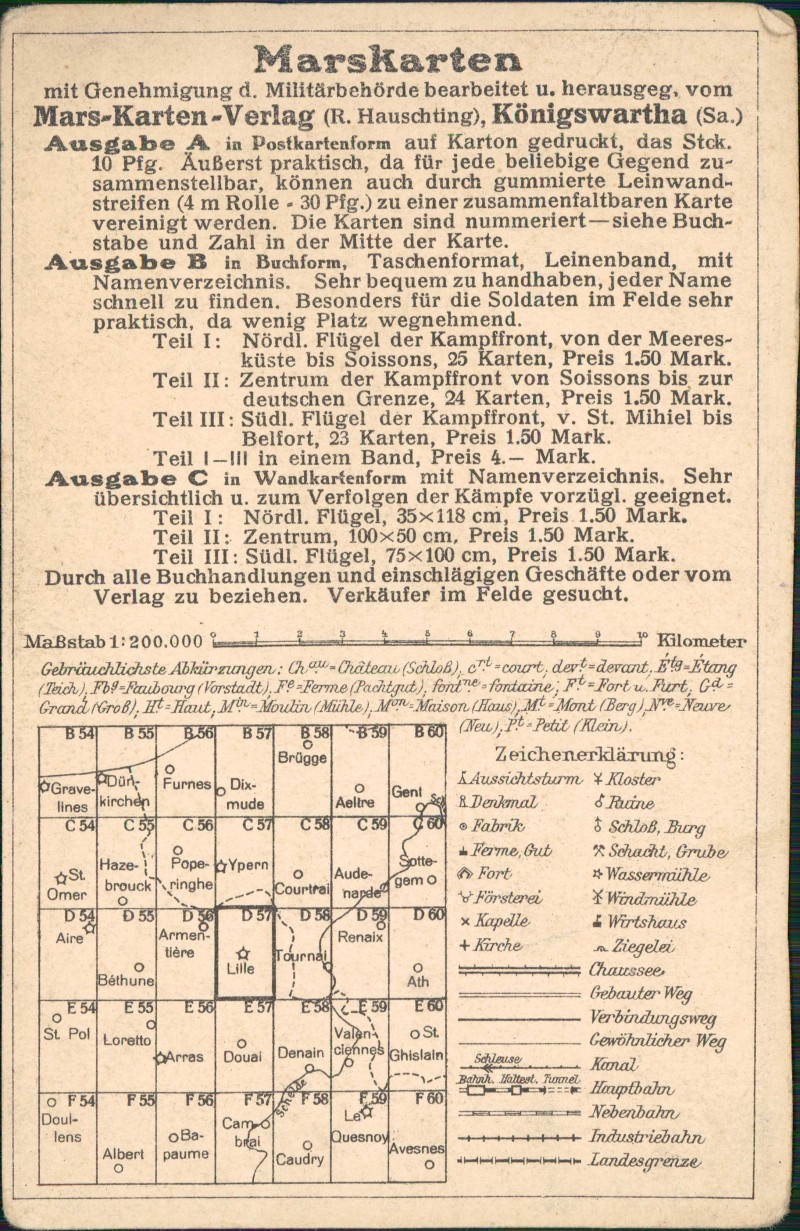 Marskarten
mit Genehmigung d. Militärbehörde bearbeitet u. herausgeg. vom
Mars-Karten-Verlag (R. Hauschting), Königswartha (Sa.)
Ausgabe A in Postkartenform auf Karton gedruckt, das Stck.
10 Pfg. Äußerst praktisch, da für jede beliebige Gegend zu-
sammenstellbar, können auch durch gummierte Leinwand-
streifen (4 m Rolle - 30 Pfg.) zu einer zusammenfaltbaren Karte
vereinigt werden. Die Karten sind nummeriert—siehe Buch-
stabe und Zahl in der Mitte der Karte.
Ausgabe B in Buchform, Taschenformat, Leinenband, mit
Namenverzeichnis. Sehr bequem zu handhaben, jeder Name
schnell zu finden. Besonders für die Soldaten im Felde sehr
praktisch, da wenig Platz wegnehmend.
Teil I: Nördl. Flügel der Kampffront, von der Meeres-
küste bis Soissons, 25 Karten, Preis 1.50 Mark.
Teil II: Zentrum der Kampffront von Soissons bis zur
deutschen Grenze, 24 Karten, Preis 1.50 Mark.
Teil III: Südl. Flügel der Kampffront, v. St. Mihiel bis
Belfort, 23 Karten, Preis 1.50 Mark.
Teil I—III in einem Band, Preis 4.— Mark.
Ausgabe C in Wandkartenform mit Namenverzeichnis. Sehr
übersichtlich u. zum Verfolgen der Kämpfe vorzügl. geeignet.
Teil I: Nördl. Flügel, 35×118 cm, Preis 1.50 Mark.
Teil II: Zentrum, 100×50 cm, Preis 1.50 Mark.
Teil III: Südl. Flügel, 75×100 cm, Preis 1.50 Mark.
Durch alle Buchhandlungen und einschlägigen Geschäfte oder vom
Verlag zu beziehen. Verkäufer im Felde gesucht.
Maßstab 1:200.000 0 1 2 3 4 5 6 7 8 9 10 Kilometer
Gebräuchlichste Abkürzungen: Chau=Château (Schloß), crt=court, devt=devant, Etg=Étang
(Teich), Fbg=Faubourg (Vorstadt), Fe=Ferme (Pachtgut), fontne=fontaine, Ft=Fort u. Furt, Gd=
Grand (Groß), Ht=Haut, Min=Moulin (Mühle), Mon=Maison (Haus), Mt=Mont (Berg), Nve=Neuve
(Neu), Pt=Petit (Klein).
B 54 B 55 B 56 B 57 B 58 B 59 B 60
Grave-
lines
Dün-
kirchen
Furnes
Dix-
mude
Brügge
Aeltre
Gent
C 54 C 55 C 56 C 57 C 58 C 59 C 60
St.
Omer
Haze-
brouck
Pope-
ringhe
Ypern
Courtrai
Aude-
narde
Sotte-
gem
D 54 D 55 D 56 D 57 D 58 D 59 D 60
Aire
Béthune
Armen-
tière
Lille
Tournai
Renaix
Ath
E 54 E 55 E 56 E 57 E 58 E 59 E 60
St. Pol
Loretto
Arras
Douai
Denain
Valen-
ciennes
St.
Ghislain
Schelde
F 54 F 55 F 56 F 57 F 58 F 59 F 60
Doul-
lens
Albert
Ba-
paume
Cam-
brai
Caudry
Le
Quesnoy
Avesnes
Zeichenerklärung:
Aussichtsturm
Denkmal
Fabrik
Ferme, Gut
Fort
Försterei
Kapelle
Kirche
Kloster
Ruine
Schloß, Burg
Schacht, Grube
Wassermühle
Windmühle
Wirtshaus
Ziegelei
Chaussee
Gebauter Weg
Verbindungsweg
Gewöhnlicher Weg
Schleuse Kanal
Bahnh. Haltest. Tunnel Hauptbahn
Nebenbahn
Industriebahn
Landesgrenze